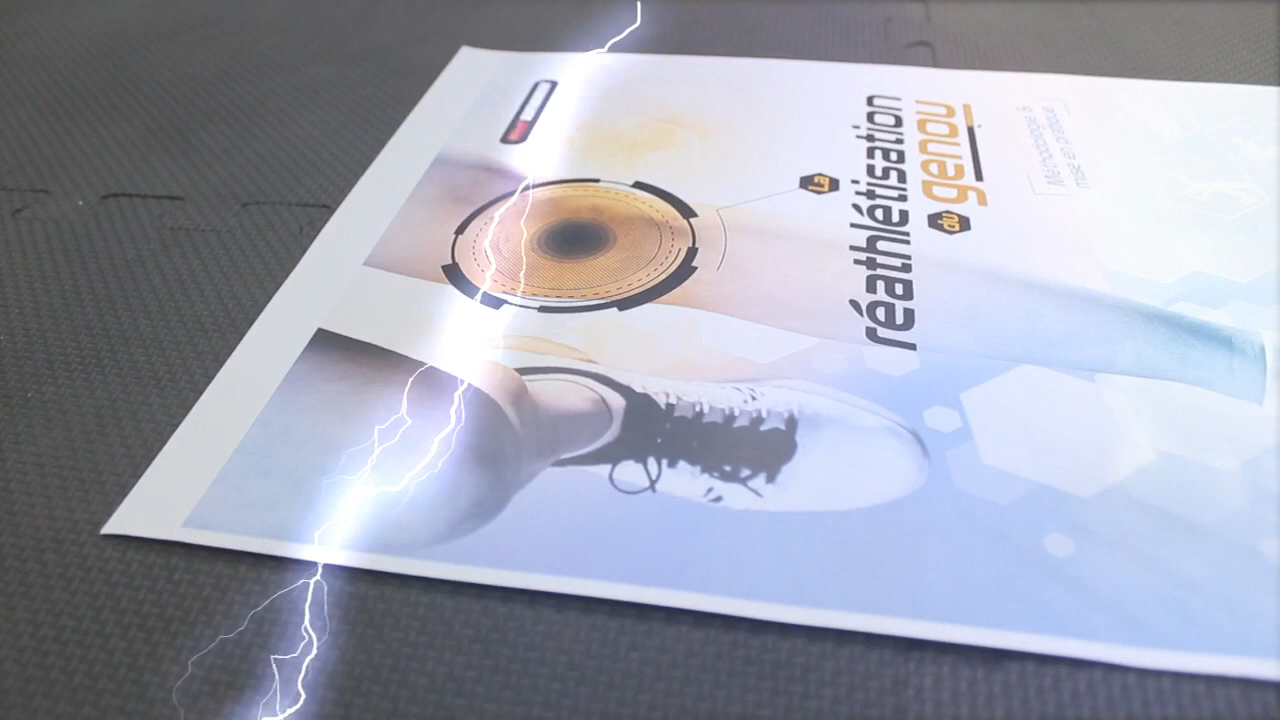 La
réathlétisation
du genou
Méthodologie &
mise en pratique